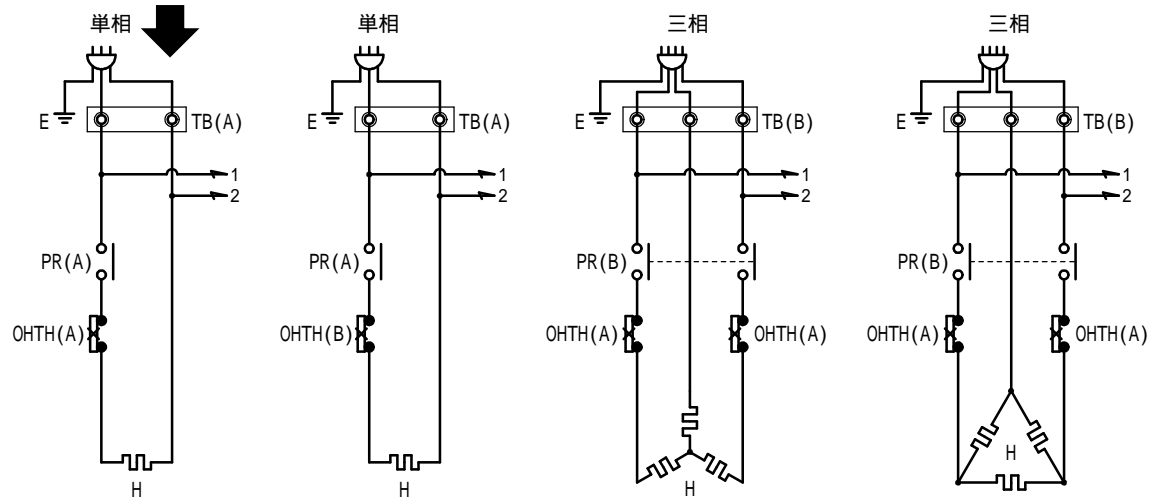 単相 単相 三相 三相
E TB(A) E TB(A) E TB(B) E TB(B)
1 1 1 1
2 2 2 2
PR(A) PR(A) PR(B) PR(B)
OHTH(A) OHTH(B) OHTH(A) OHTH(A) OHTH(A) OHTH(A)
H
H H H